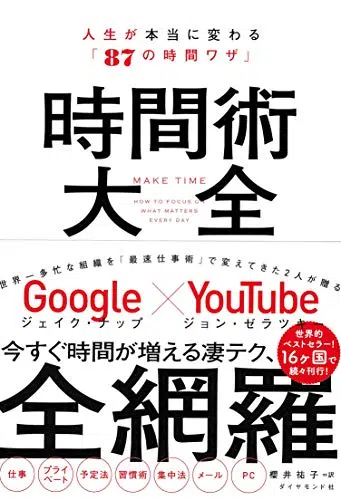 人生が本当に変わる
「87の時間ワザ」
時間術
大全
MAKE TIME
HOW TO FOCUS ON
WHAT MATTERS
EVERY DAY
世界一多忙な組織を「最速仕事術」で変えてきた2人が贈る
Google×YouTube
ジェイク・ナップ
ジョン・ゼラツキー
今すぐ時間が増える凄テク、
全網羅
世界的
ベストセラー!
16ヶ国で
続々刊行!
仕事
プライベート
予定法
習慣術
集中法
メール
PC
櫻井祐子=訳
ダイヤモンド社